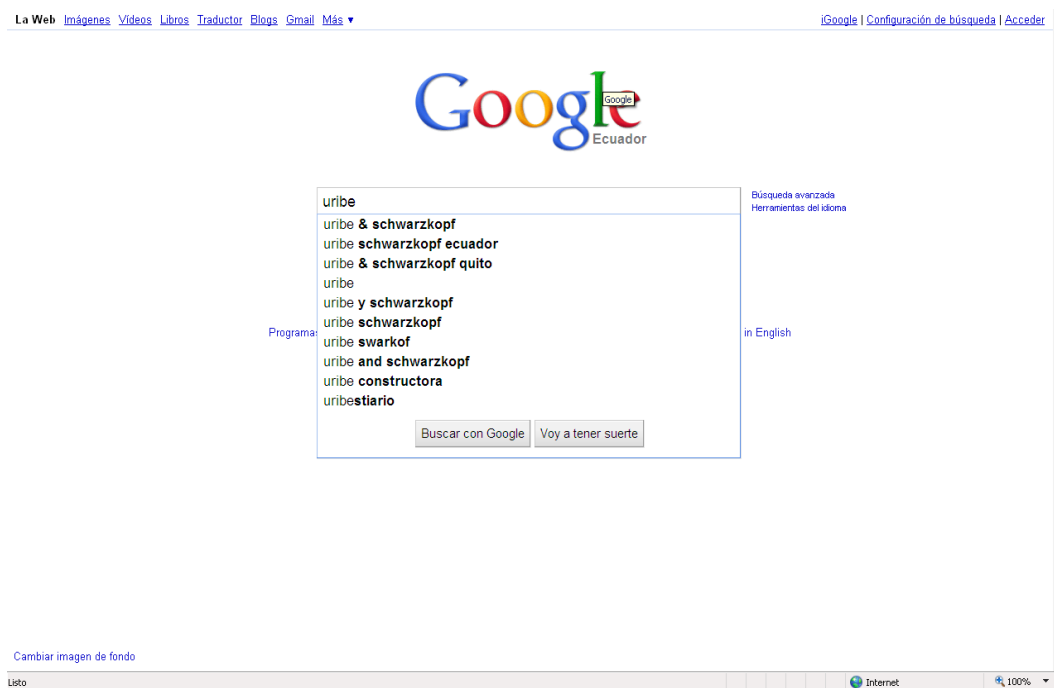 La Web Imágenes Vídeos Libros Traductor Blogs Gmail Más ▼ iGoogle | Configuración de búsqueda | Acceder
Google
Google
Ecuador
uribe
Búsqueda avanzada
Herramientas del idioma
uribe & schwarzkopf
uribe schwarzkopf ecuador
uribe & schwarzkopf quito
uribe
uribe y schwarzkopf
uribe schwarzkopf
uribe swarkof
uribe and schwarzkopf
uribe constructora
uribestiario
Programas in English
Buscar con Google Voy a tener suerte
Cambiar imagen de fondo
Listo Internet 100%